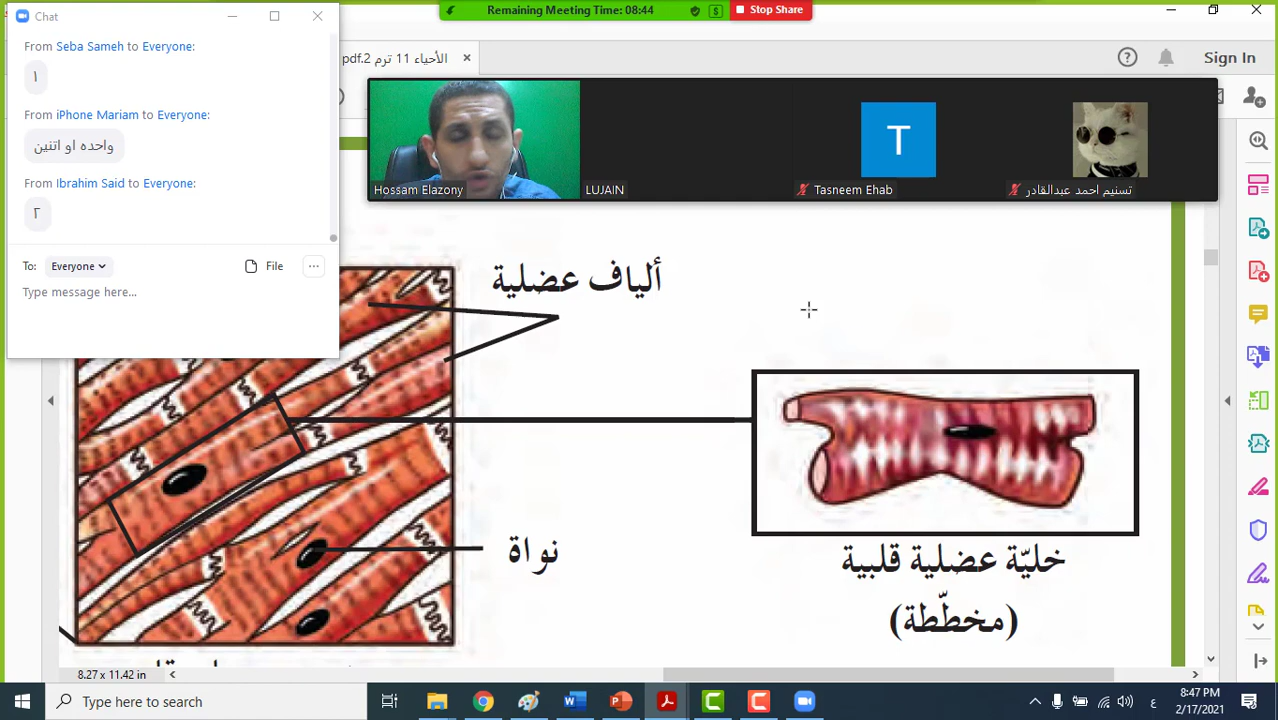 Chat
From Seba Sameh to Everyone:
١
From iPhone Mariam to Everyone:
واحده او اتنين
From Ibrahim Said to Everyone:
٢
To: Everyone
File
Type message here...
Remaining Meeting Time: 08:44
Stop Share
الأحياء 11 ترم 2.pdf
Sign In
Hossam Elazony
LUJAIN
T
Tasneem Ehab
تسنيم احمد عبدالقادر
ألياف عضلية
نواة
خليّة عضلية قلبية
(مخططّة)
8.27 x 11.42 in
Type here to search
ع
8:47 PM
2/17/2021